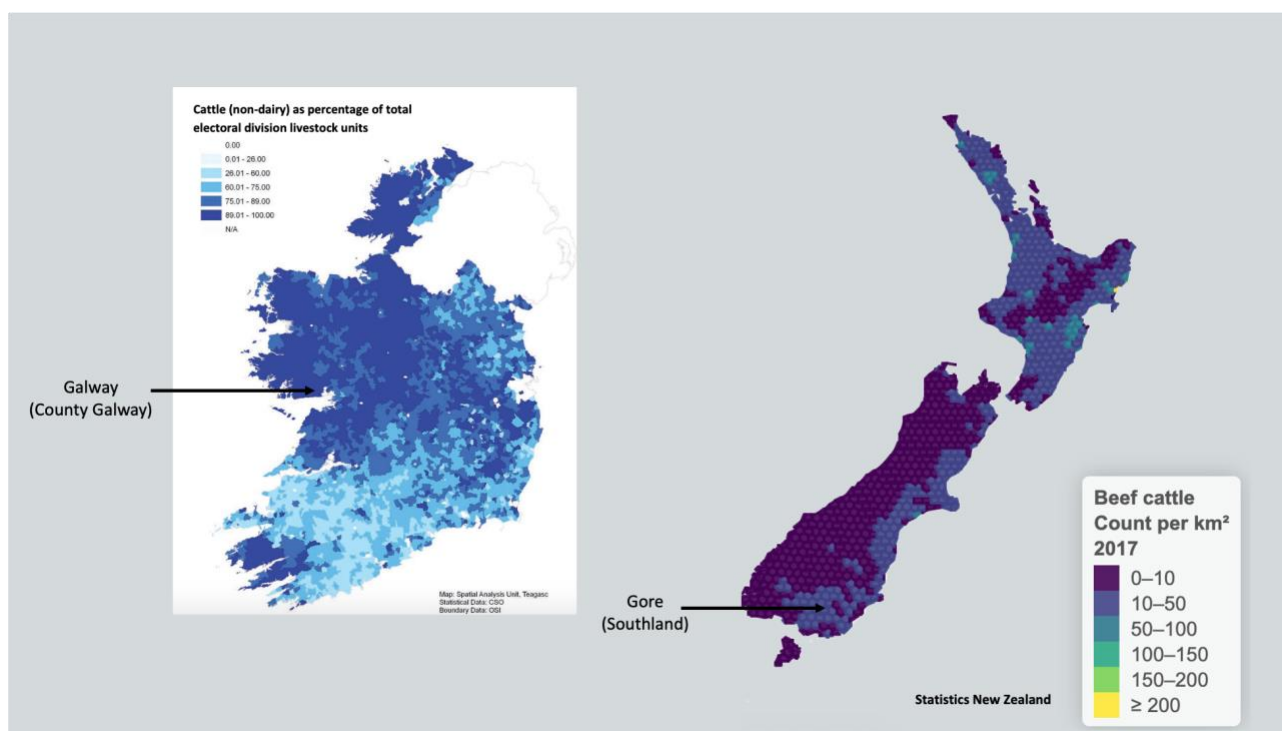 Cattle (non-dairy) as percentage of total
electoral division livestock units
0.00
0.01 - 26.00
26.01 - 60.00
60.01 - 75.00
75.01 - 89.00
89.01 - 100.00
N/A
Galway
(County Galway)
Map: Spatial Analysis Unit, Teagasc
Statistical Data: CSO
Boundary Data: OSI
Gore
(Southland)
Beef cattle
Count per km²
2017
0–10
10–50
50–100
100–150
150–200
≥ 200
Statistics New Zealand